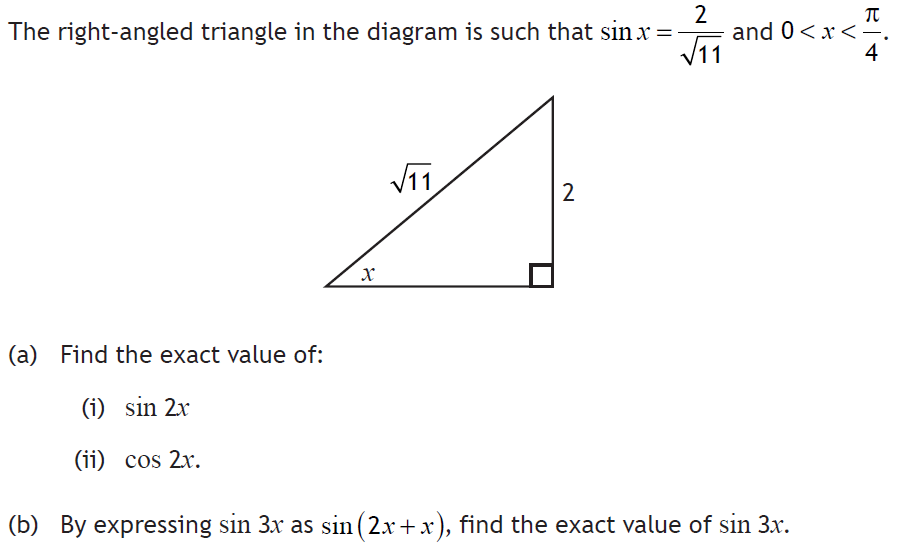 The right-angled triangle in the diagram is such that sin x = 2/√11 and 0 < x < π/4.
√11
2
x
(a) Find the exact value of:
(i) sin 2x
(ii) cos 2x.
(b) By expressing sin 3x as sin(2x + x), find the exact value of sin 3x.